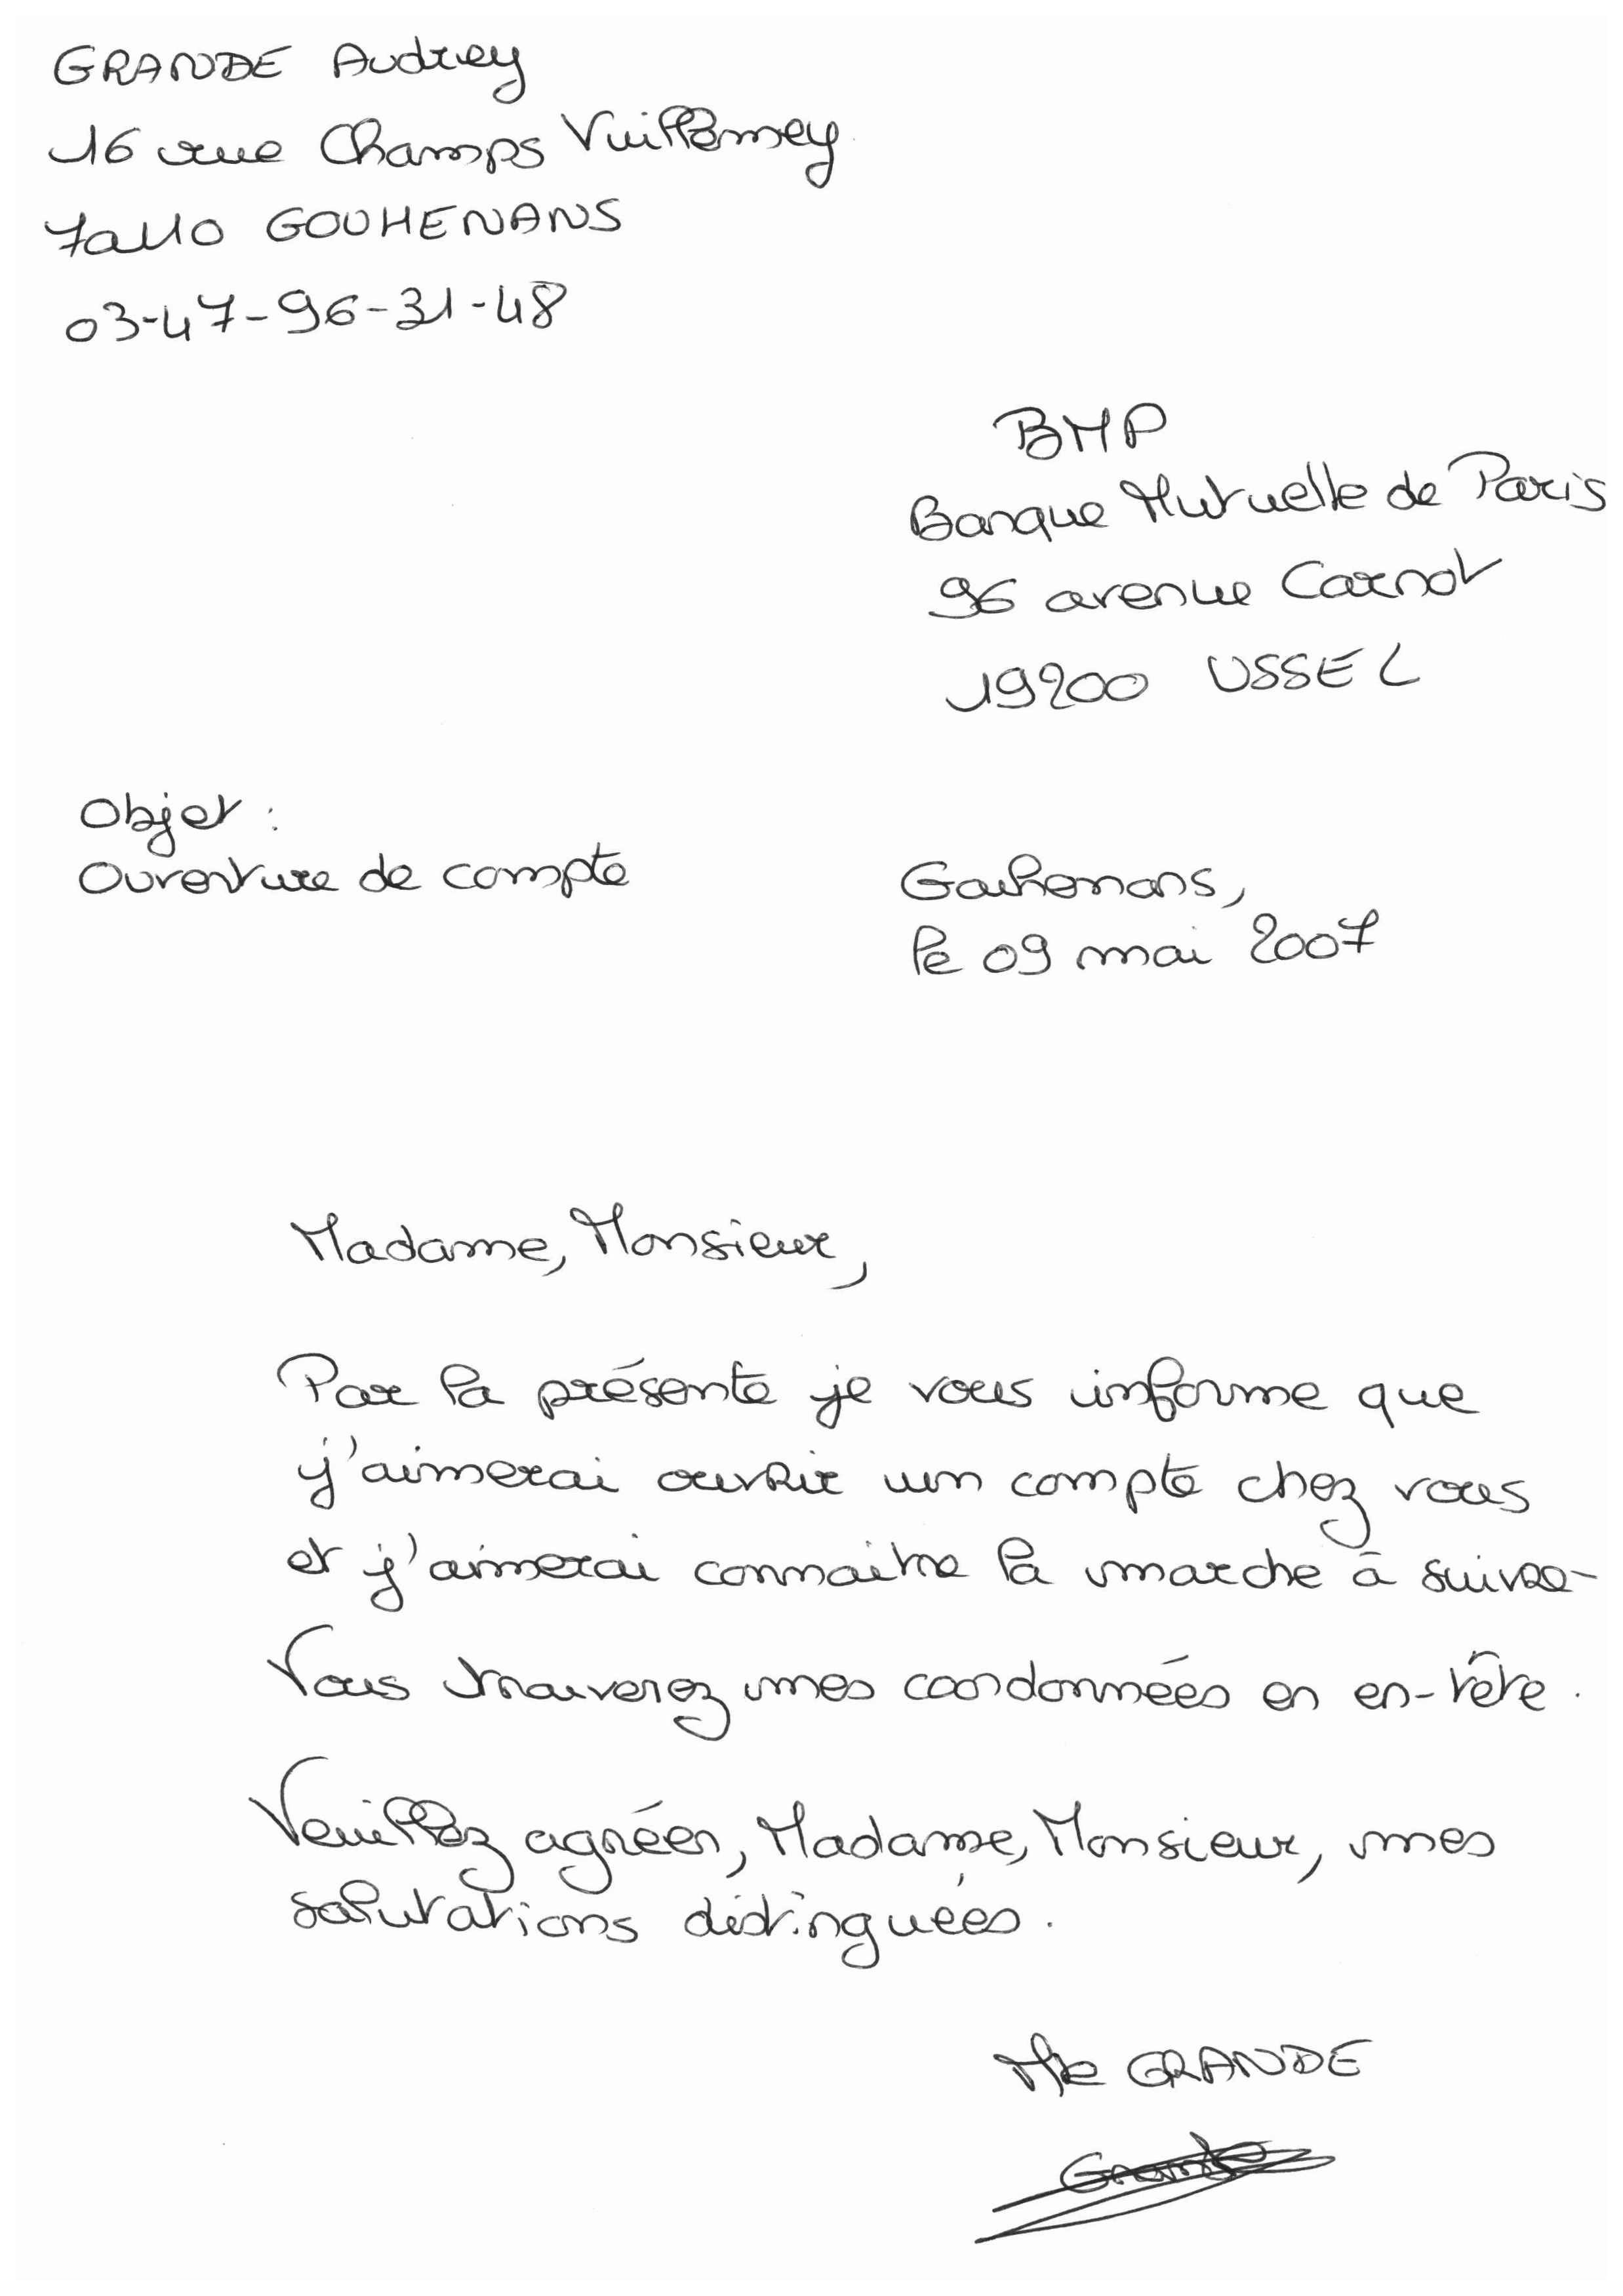 GRANDE Audrey
16 rue Champs Vuillemey
70110 GOUHENANS
03-47-96-31-48
BMP
Banque Mutuelle de Paris
96 avenue Carnot
19200 USSEL
Objet :
Ouverture de compte
Gouhenans,
le 09 mai 2007
Madame, Monsieur,
Par la présente je vous informe que
j'aimerai ouvrir un compte chez vous
et j'aimerai connaitre la marche à suivre.
Vous trouverez mes coordonnées en en-tête.
Veuillez agréer, Madame, Monsieur, mes
salutations distinguées.
Mlle GRANDE
Grande